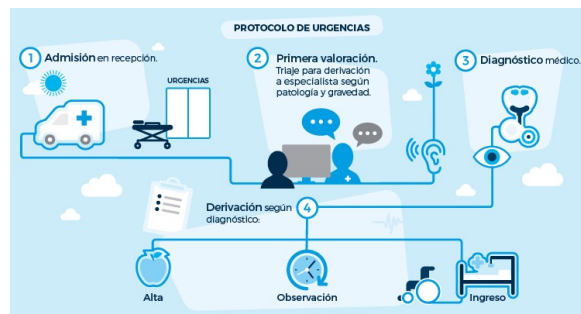 PROTOCOLO DE URGENCIAS
1 Admisión en recepción.
URGENCIAS
2 Primera valoración.
Triaje para derivación
a especialista según
patología y gravedad.
3 Diagnóstico médico.
Derivación según 4
diagnóstico:
Alta
Observación
Ingreso